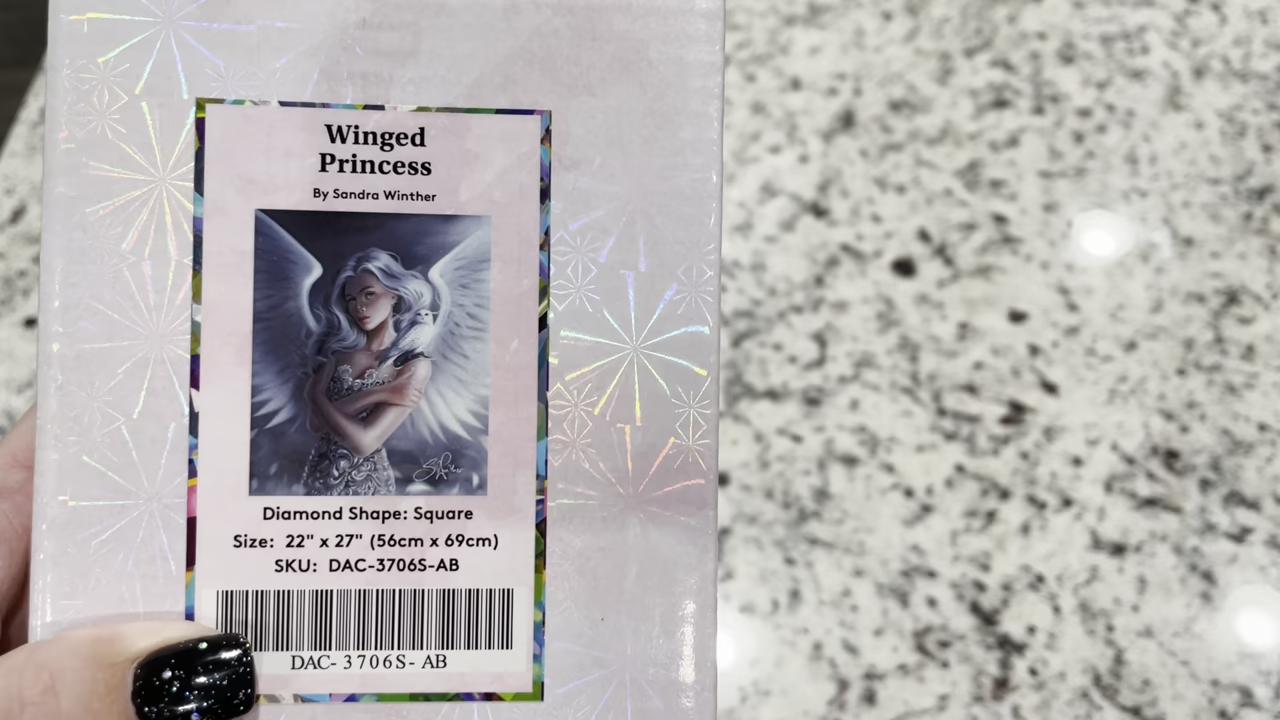 Winged
Princess
By Sandra Winther
Diamond Shape: Square
Size: 22" x 27" (56cm x 69cm)
SKU: DAC-3706S-AB
DAC- 3706S- AB